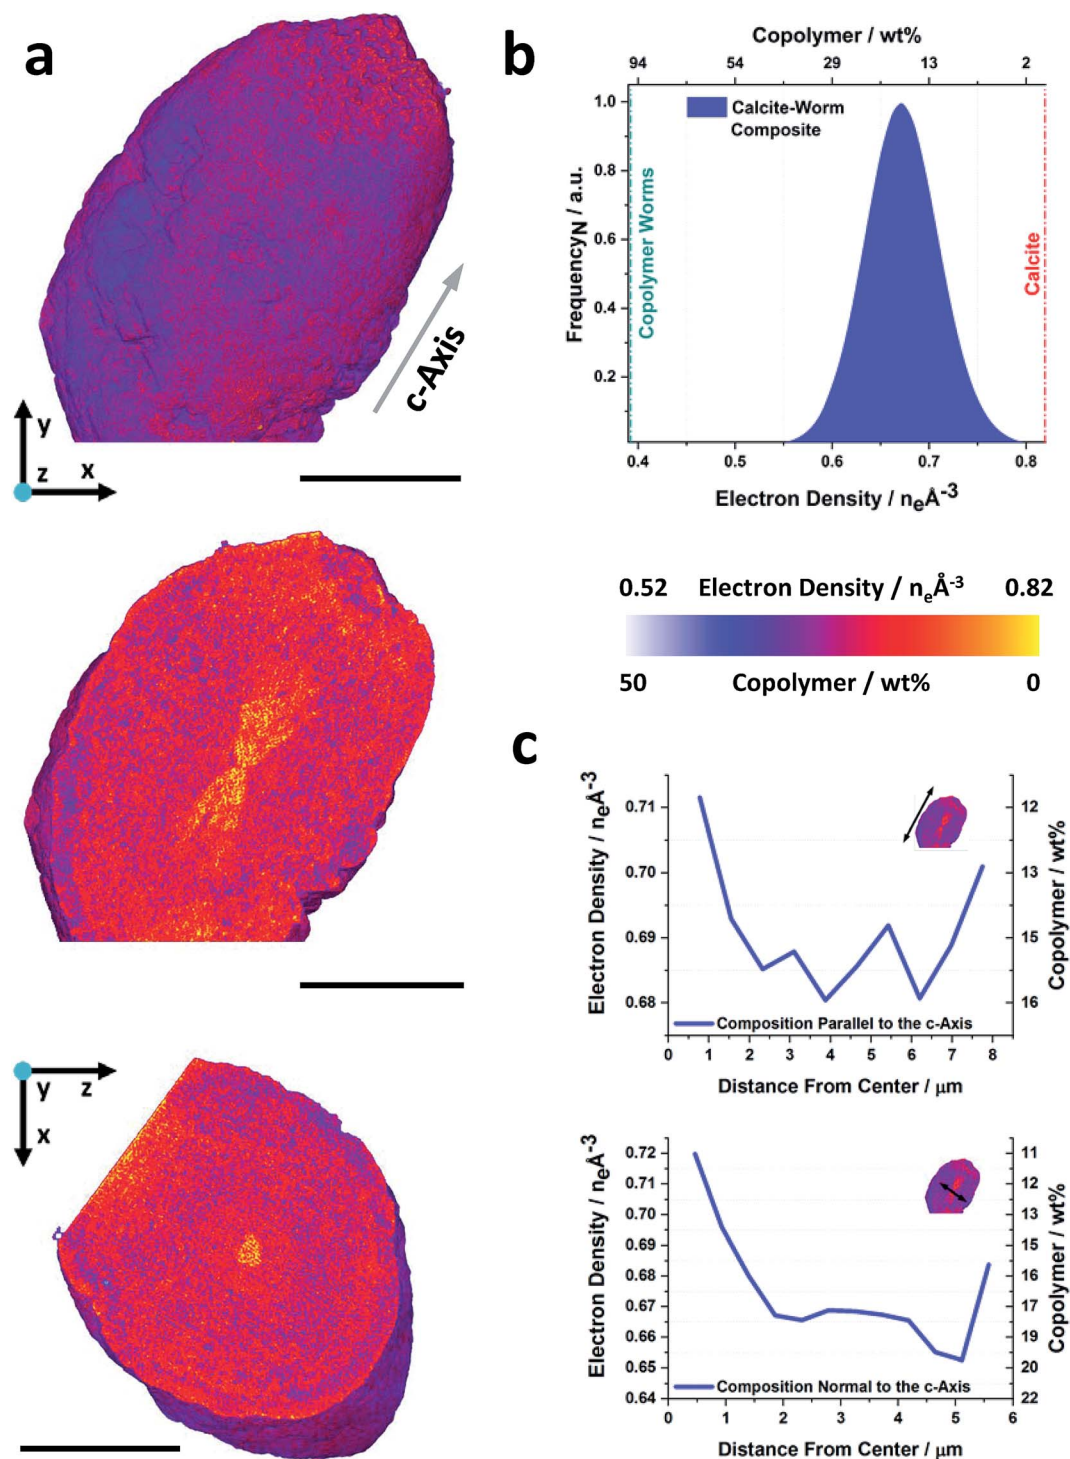 a
c-Axis
y
z
x
y
z
x
b
Copolymer / wt%
94
54
29
13
2
Calcite-Worm
Composite
Copolymer Worms
Calcite
FrequencyN / a.u.
1.0
0.8
0.6
0.4
0.2
0.4
0.5
0.6
0.7
0.8
Electron Density / neÅ-3
0.52 Electron Density / neÅ-3 0.82
50 Copolymer / wt% 0
c
Electron Density / neÅ-3
0.71
0.70
0.69
0.68
12
13
15
16
Copolymer / wt%
Composition Parallel to the c-Axis
0 1 2 3 4 5 6 7 8
Distance From Center / μm
Electron Density / neÅ-3
0.72
0.71
0.70
0.69
0.68
0.67
0.66
0.65
0.64
11
12
13
15
16
17
19
20
22
Copolymer / wt%
Composition Normal to the c-Axis
0 1 2 3 4 5 6
Distance From Center / μm